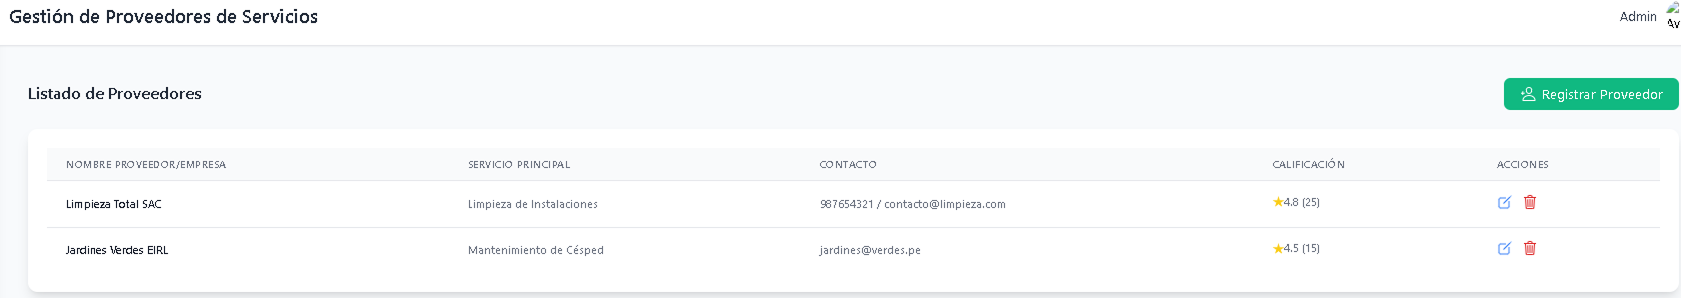 Gestión de Proveedores de Servicios
Admin
Av
Listado de Proveedores
Registrar Proveedor
NOMBRE PROVEEDOR/EMPRESA SERVICIO PRINCIPAL CONTACTO CALIFICACIÓN ACCIONES
Limpieza Total SAC Limpieza de Instalaciones 987654321 / contacto@limpieza.com ★4.8 (25)
Jardines Verdes EIRL Mantenimiento de Césped jardines@verdes.pe ★4.5 (15)